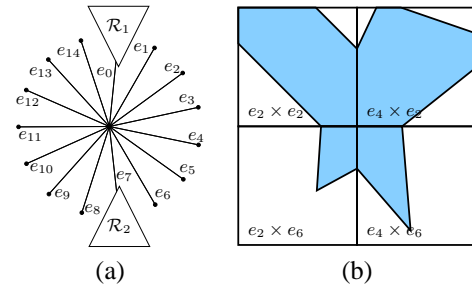 R₁
e₁₄
e₁
e₀
e₁₃
e₂
e₁₂
e₃
e₁₁
e₄
e₁₀
e₅
e₇
e₉
e₆
e₈
R₂
(a)
e₂ × e₂
e₄ × e₂
e₂ × e₆
e₄ × e₆
(b)